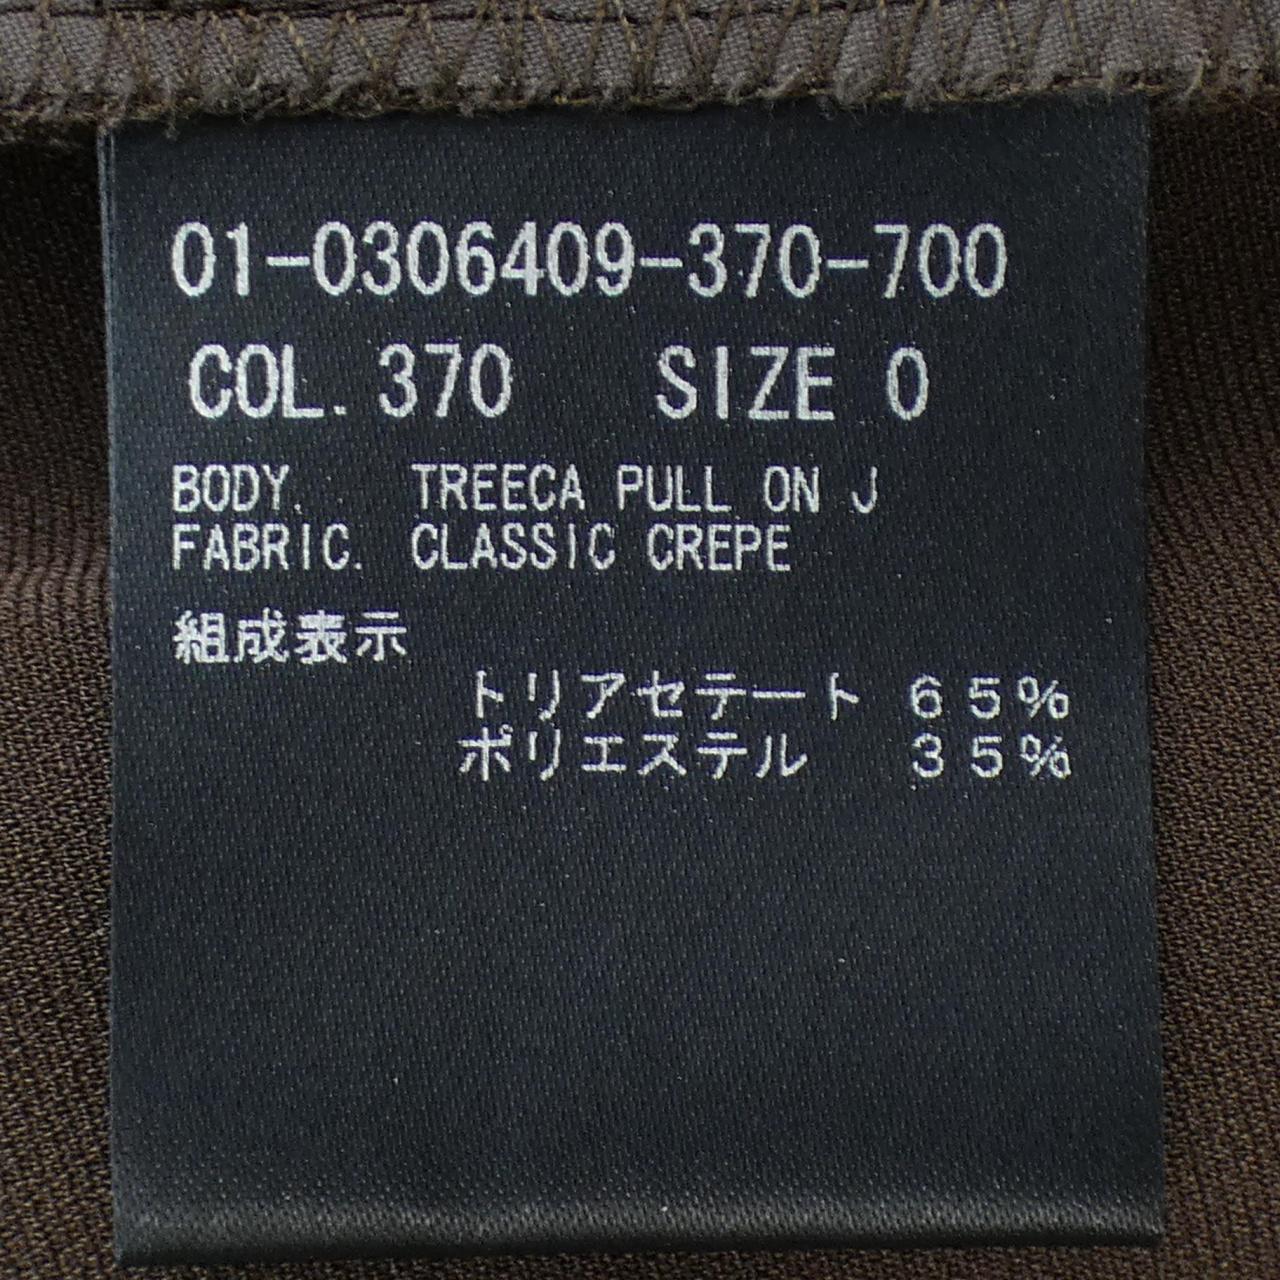 01-0306409-370-700
COL. 370 SIZE 0
BODY. TREECA PULL ON J
FABRIC. CLASSIC CREPE
組成表示
トリアセテート 65%
ポリエステル 35%